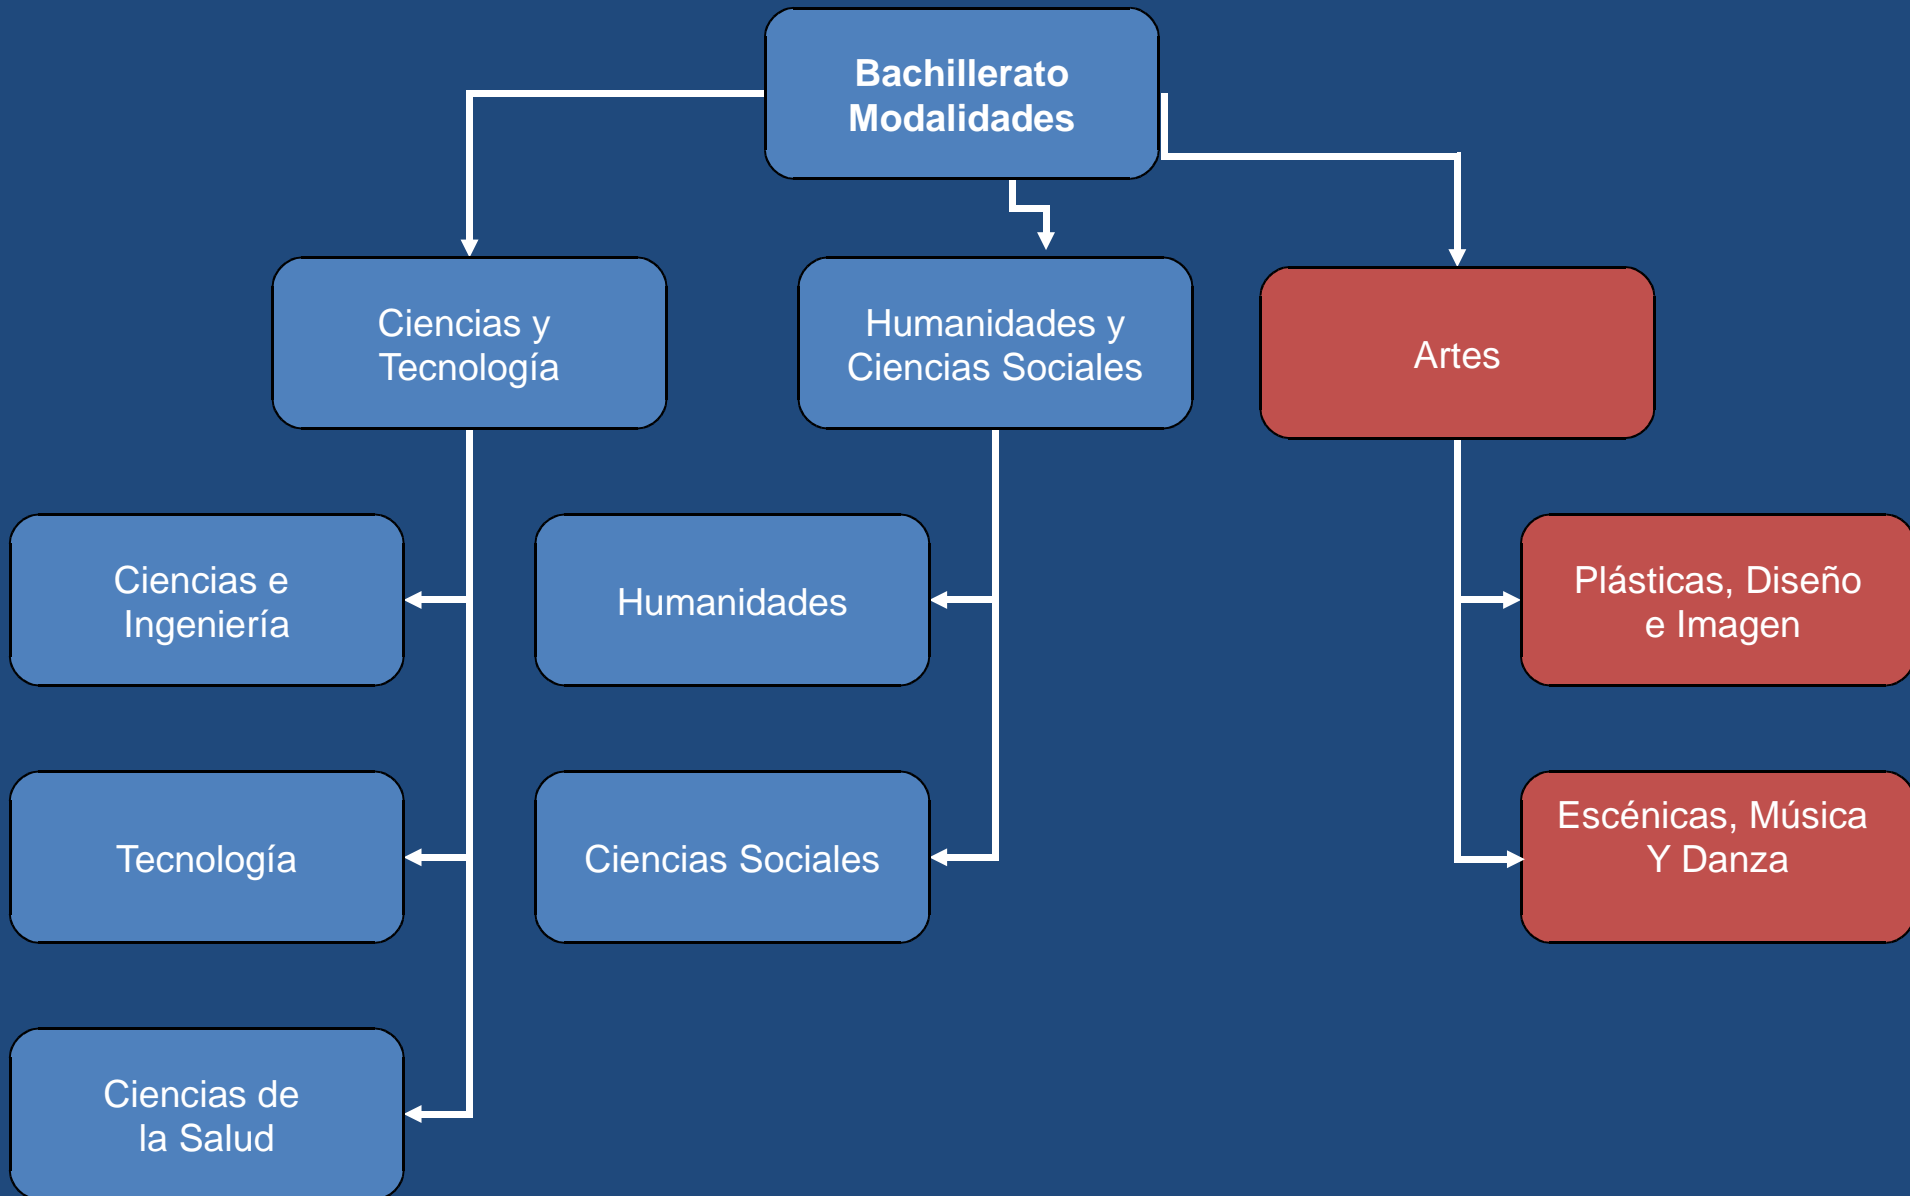 Bachillerato
Modalidades
Ciencias y
Tecnología
Humanidades y
Ciencias Sociales
Artes
Ciencias e
Ingeniería
Humanidades
Plásticas, Diseño
e Imagen
Tecnología
Ciencias Sociales
Escénicas, Música
Y Danza
Ciencias de
la Salud